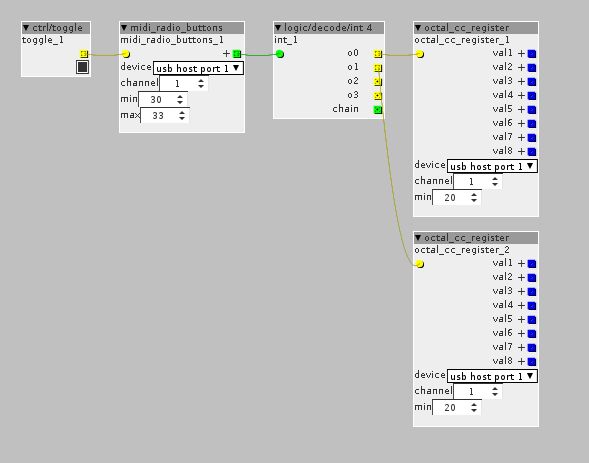 ctrl/toggle
toggle_1
midi_radio_buttons
midi_radio_buttons_1
+
device usb host port 1
channel 1
min 30
max 33
logic/decode/int 4
int_1
o0
o1
o2
o3
chain
octal_cc_register
octal_cc_register_1
val1 +
val2 +
val3 +
val4 +
val5 +
val6 +
val7 +
val8 +
device usb host port 1
channel 1
min 20
octal_cc_register
octal_cc_register_2
val1 +
val2 +
val3 +
val4 +
val5 +
val6 +
val7 +
val8 +
device usb host port 1
channel 1
min 20